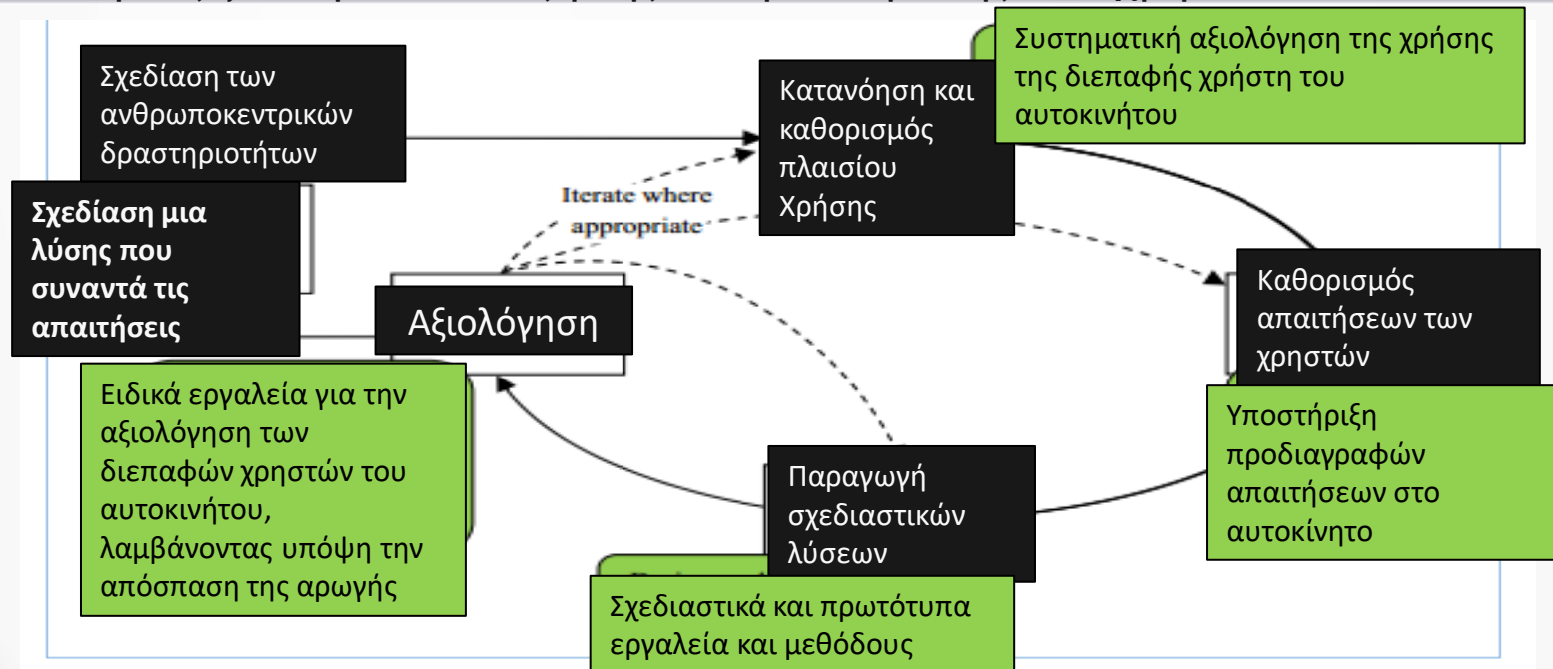 Σχεδίαση των
ανθρωποκεντρικών
δραστηριοτήτων
Κατανόηση και
καθορισμός
πλαισίου
Χρήσης
Συστηματική αξιολόγηση της χρήσης
της διεπαφής χρήστη του
αυτοκινήτου
Σχεδίαση μια
λύσης που
συναντά τις
απαιτήσεις
Iterate where
appropriate
Αξιολόγηση
Καθορισμός
απαιτήσεων των
χρηστών
Ειδικά εργαλεία για την
αξιολόγηση των
διεπαφών χρηστών του
αυτοκινήτου,
λαμβάνοντας υπόψη την
απόσπαση της αρωγής
Υποστήριξη
προδιαγραφών
απαιτήσεων στο
αυτοκίνητο
Παραγωγή
σχεδιαστικών
λύσεων
Σχεδιαστικά και πρωτότυπα
εργαλεία και μεθόδους